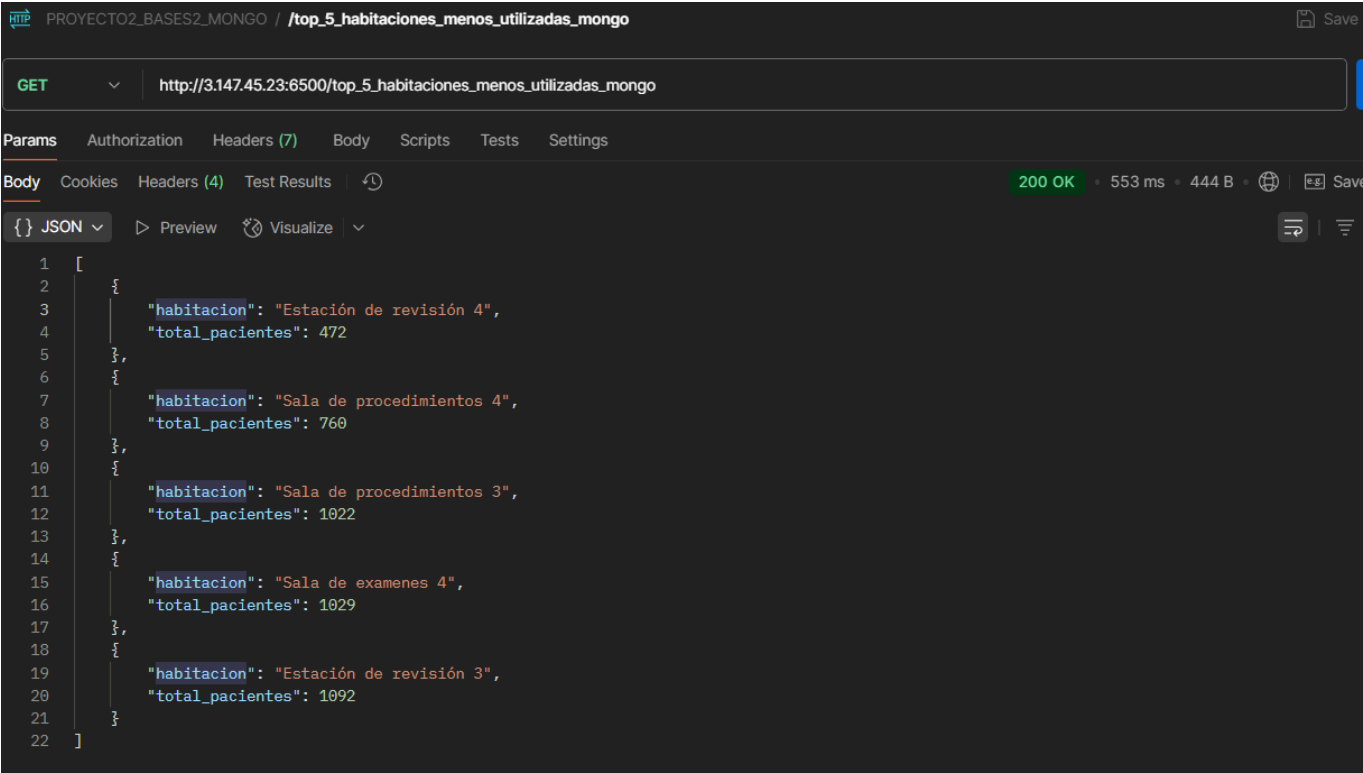 HTTP PROYECTO2_BASES2_MONGO / /top_5_habitaciones_menos_utilizadas_mongo Save
GET http://3.147.45.23:6500/top_5_habitaciones_menos_utilizadas_mongo
Params Authorization Headers (7) Body Scripts Tests Settings
Body Cookies Headers (4) Test Results 200 OK • 553 ms • 444 B • e.g. Save
{} JSON Preview Visualize
1 [
2 {
3 "habitacion": "Estación de revisión 4",
4 "total_pacientes": 472
5 },
6 {
7 "habitacion": "Sala de procedimientos 4",
8 "total_pacientes": 760
9 },
10 {
11 "habitacion": "Sala de procedimientos 3",
12 "total_pacientes": 1022
13 },
14 {
15 "habitacion": "Sala de examenes 4",
16 "total_pacientes": 1029
17 },
18 {
19 "habitacion": "Estación de revisión 3",
20 "total_pacientes": 1092
21 }
22 ]